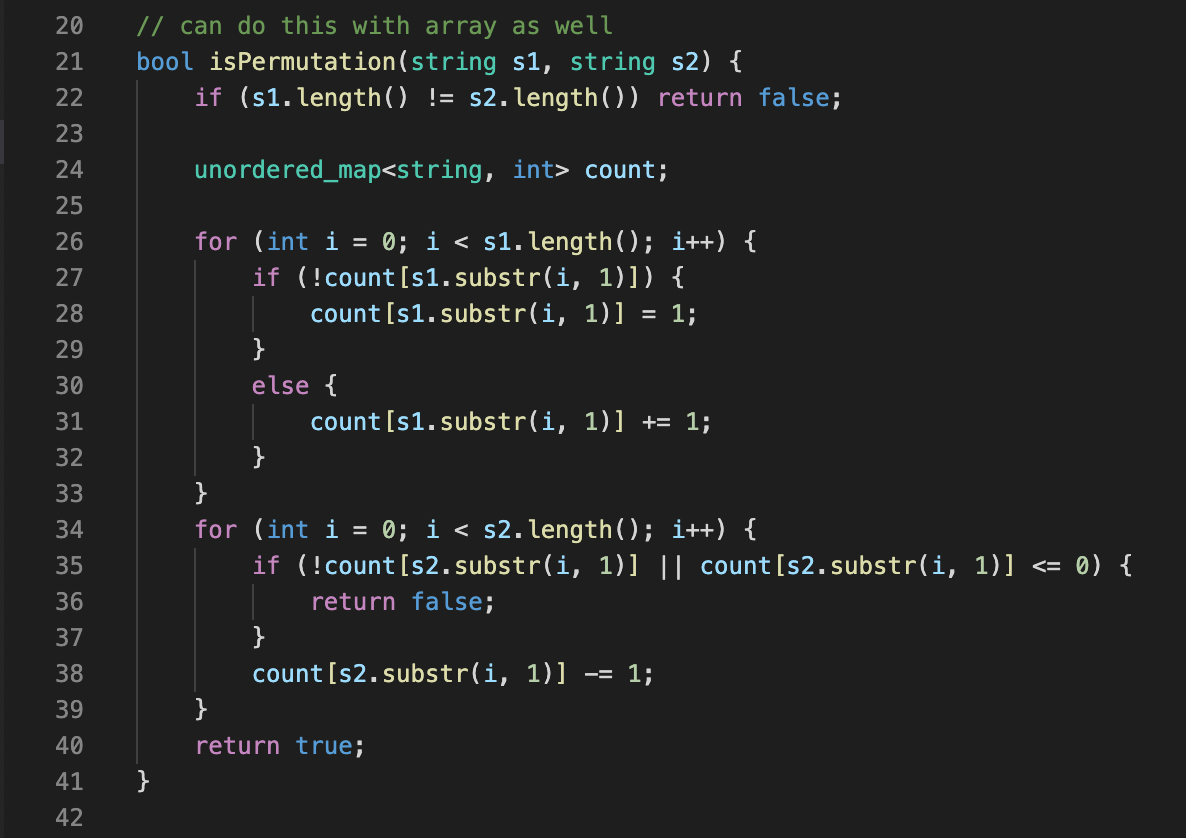 20 // can do this with array as well
21 bool isPermutation(string s1, string s2) {
22     if (s1.length() != s2.length()) return false;
23
24     unordered_map<string, int> count;
25
26     for (int i = 0; i < s1.length(); i++) {
27         if (!count[s1.substr(i, 1)]) {
28             count[s1.substr(i, 1)] = 1;
29         }
30         else {
31             count[s1.substr(i, 1)] += 1;
32         }
33     }
34     for (int i = 0; i < s2.length(); i++) {
35         if (!count[s2.substr(i, 1)] || count[s2.substr(i, 1)] <= 0) {
36             return false;
37         }
38         count[s2.substr(i, 1)] -= 1;
39     }
40     return true;
41 }
42